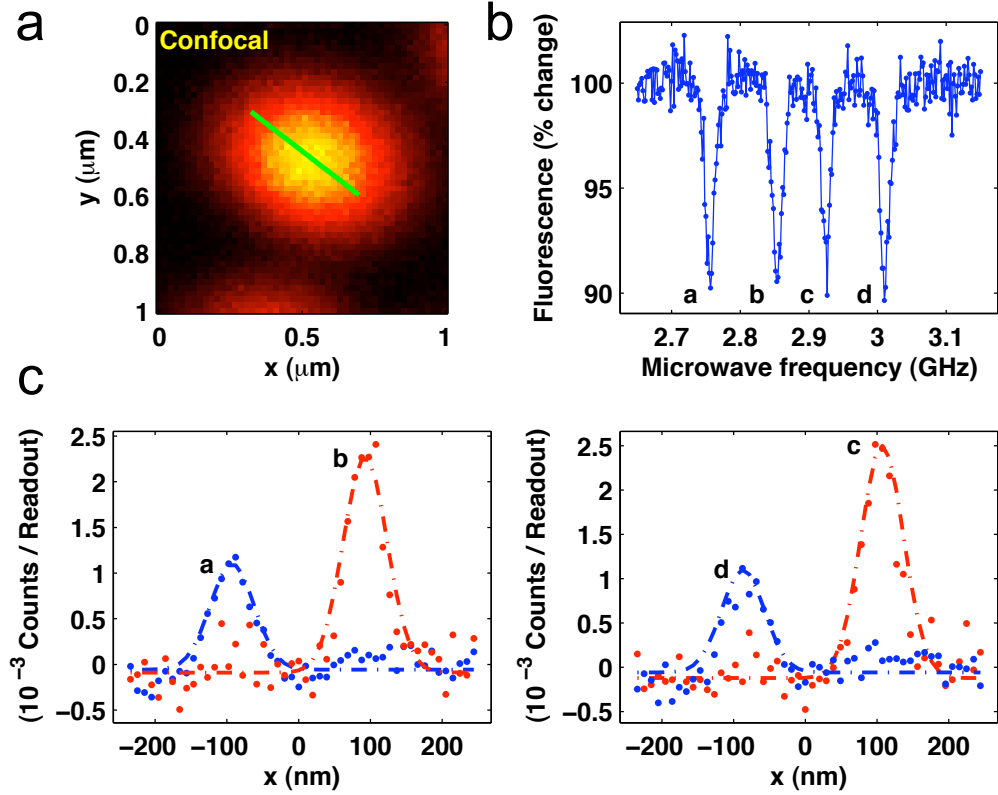 a
Confocal
0
0.2
0.4
0.6
0.8
1
y (μm)
0
0.5
1
x (μm)
b
100
95
90
Fluorescence (% change)
a
b
c
d
2.7
2.8
2.9
3
3.1
Microwave frequency (GHz)
c
2.5
2
1.5
1
0.5
0
−0.5
(10⁻³ Counts / Readout)
a
b
−200
−100
0
100
200
x (nm)
2.5
2
1.5
1
0.5
0
−0.5
(10⁻³ Counts / Readout)
d
c
−200
−100
0
100
200
x (nm)